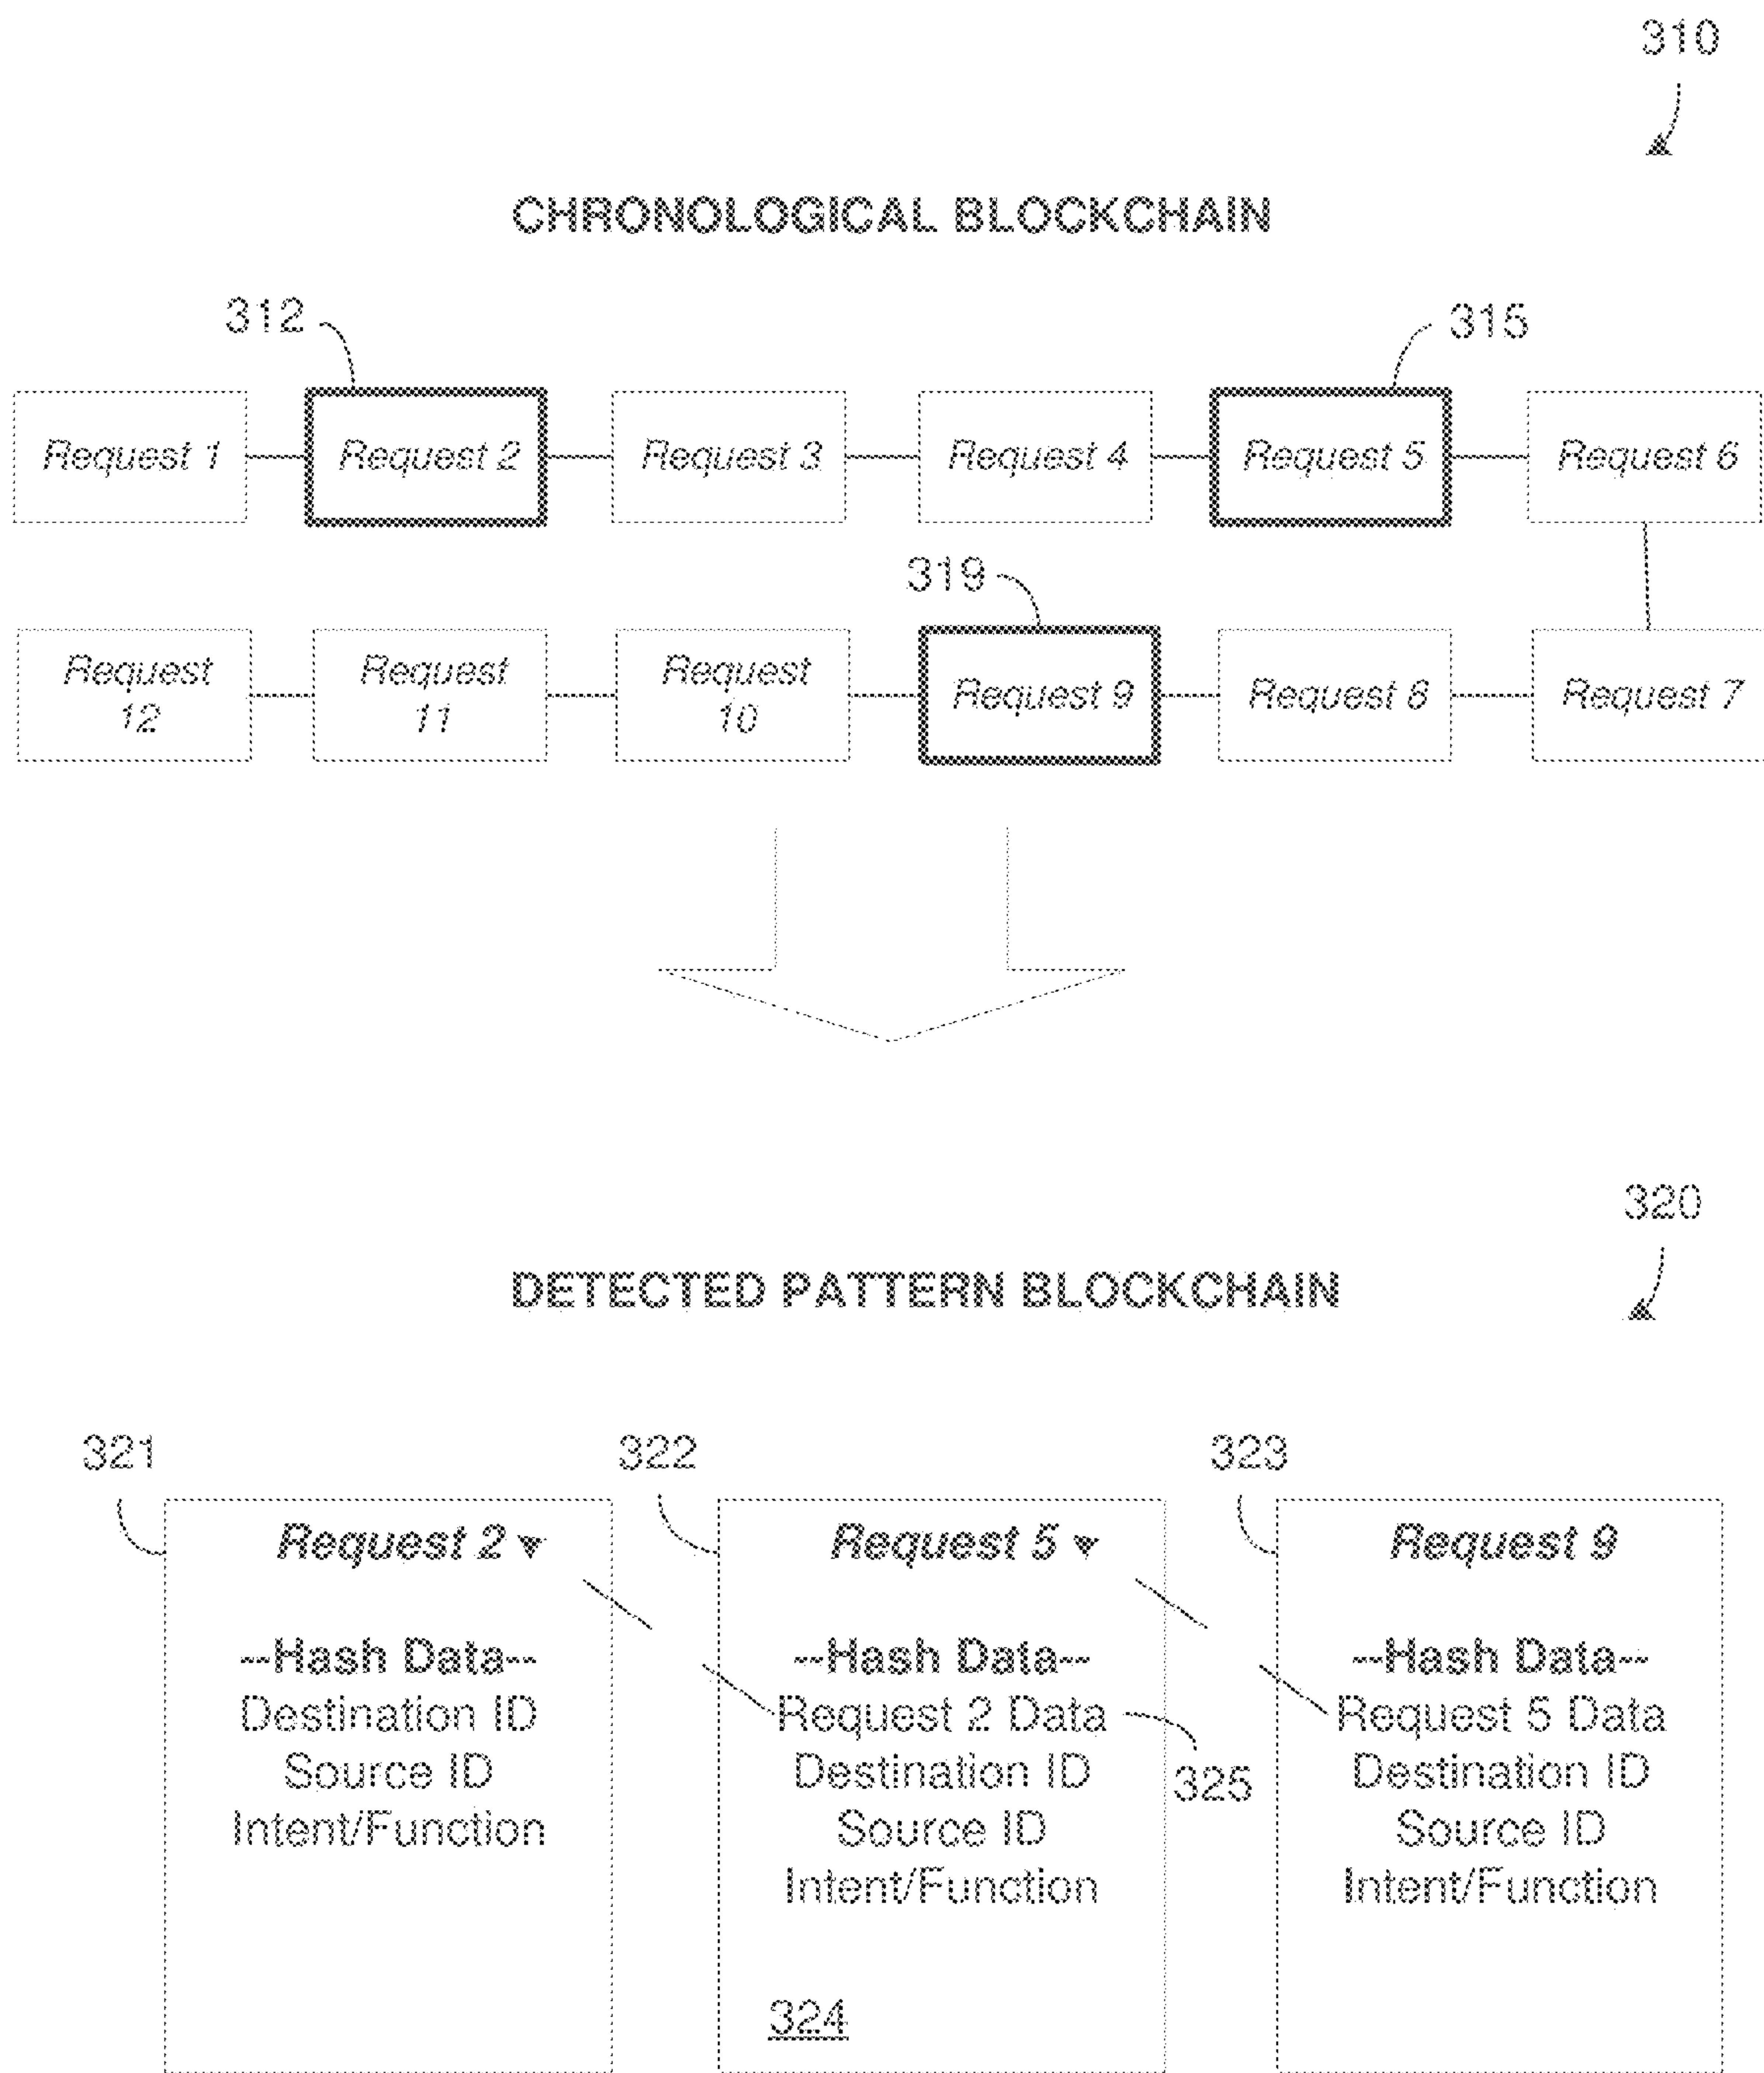 310
CHRONOLOGICAL BLOCKCHAIN
312
315
Request 1
Request 2
Request 3
Request 4
Request 5
Request 6
319
Request
12
Request
11
Request
10
Request 9
Request 8
Request 7
320
DETECTED PATTERN BLOCKCHAIN
321
322
323
Request 2
--Hash Data--
Destination ID
Source ID
Intent/Function
Request 5
--Hash Data--
Request 2 Data
325
Destination ID
Source ID
Intent/Function
324
Request 9
--Hash Data--
Request 5 Data
Destination ID
Source ID
Intent/Function